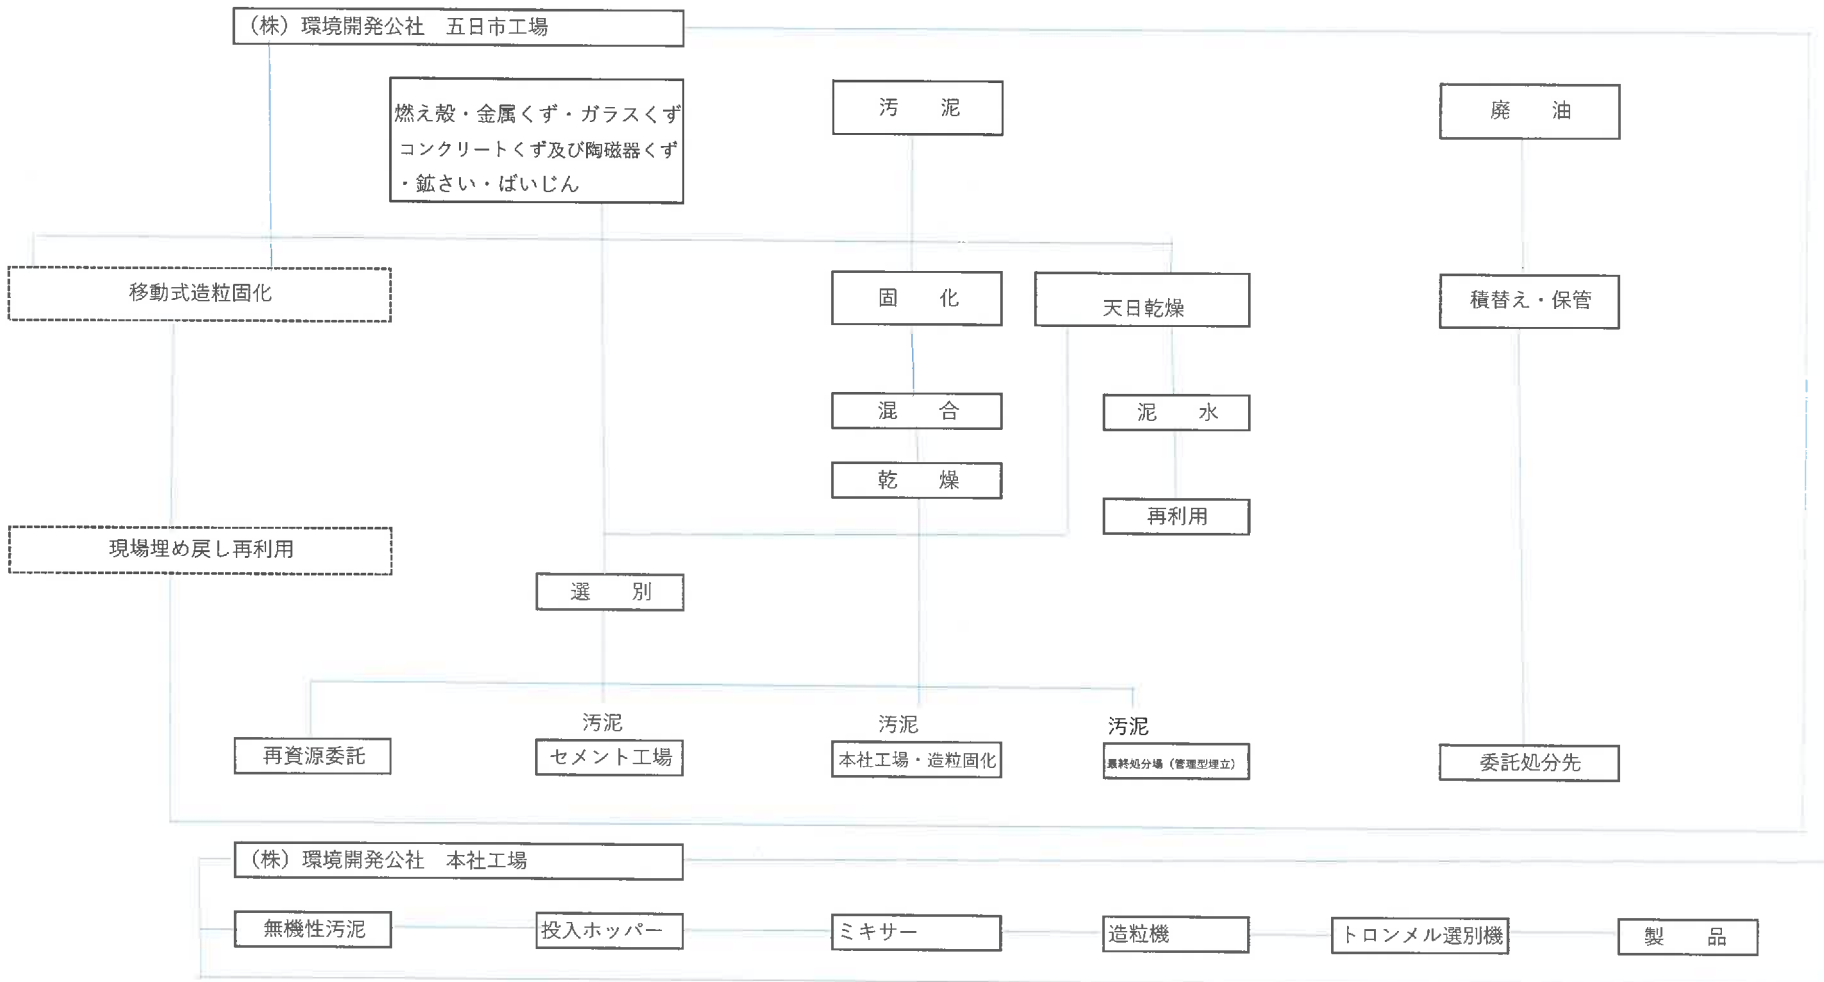 （株）環境開発公社　五日市工場
燃え殻・金属くず・ガラスくず
コンクリートくず及び陶磁器くず
・鉱さい・ばいじん
汚　泥
廃　油
移動式造粒固化
固　化
天日乾燥
積替え・保管
混　合
泥　水
乾　燥
再利用
現場埋め戻し再利用
選　別
汚泥
汚泥
汚泥
再資源委託
セメント工場
本社工場・造粒固化
最終処分場（管理型埋立）
委託処分先
（株）環境開発公社　本社工場
無機性汚泥
投入ホッパー
ミキサー
造粒機
トロンメル選別機
製　品